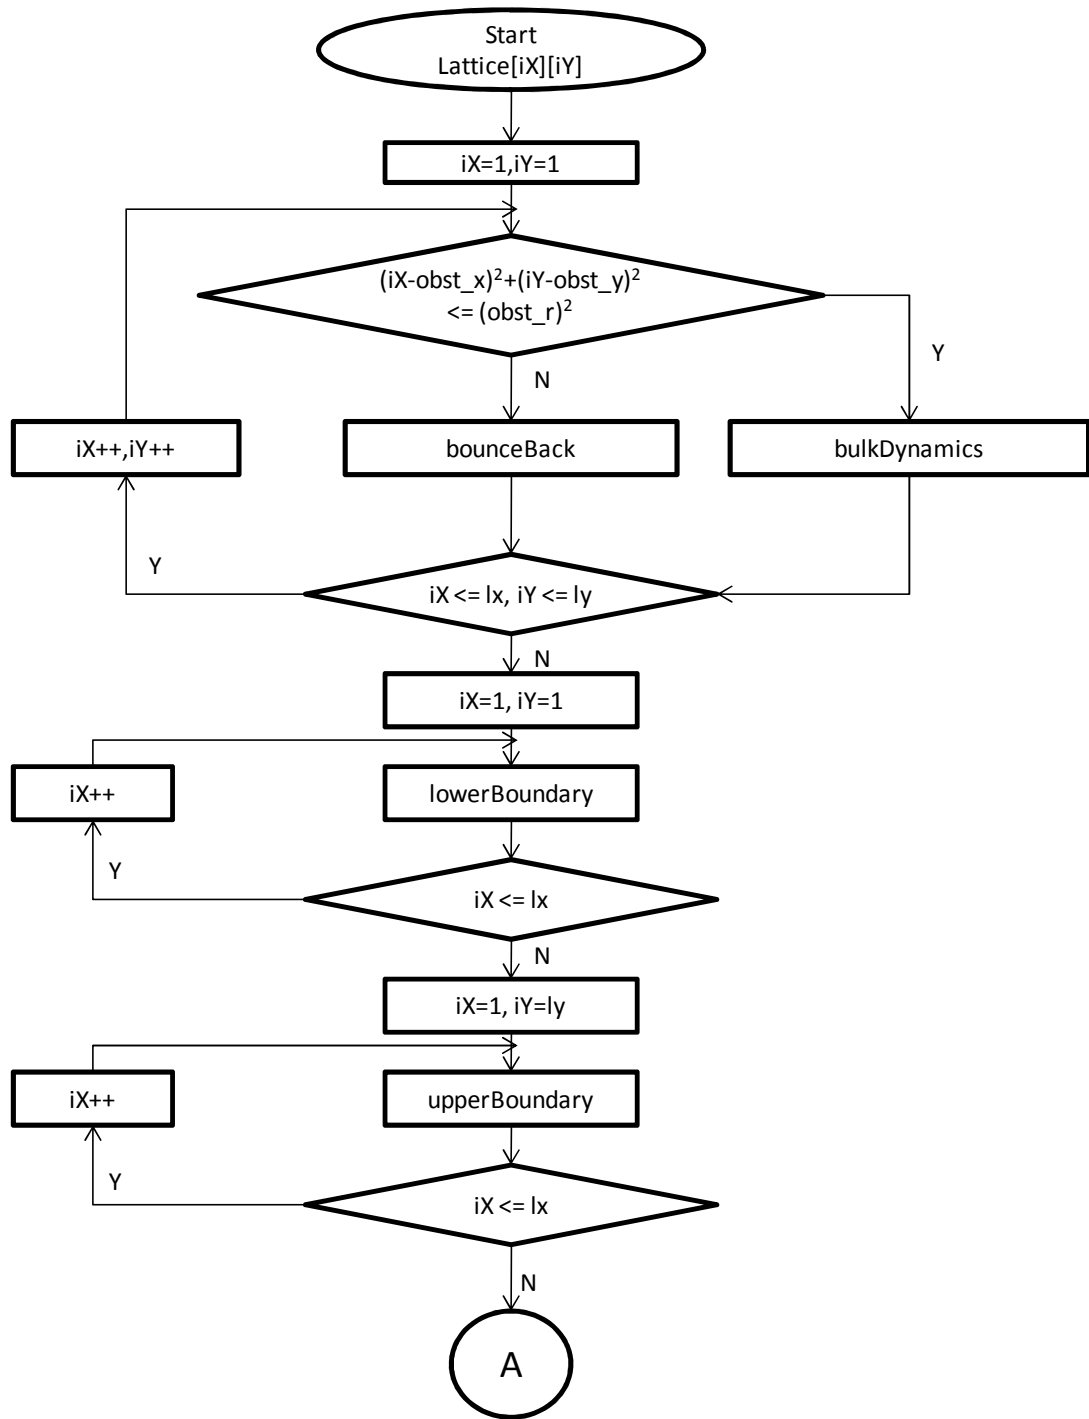 Start
Lattice[iX][iY]
iX=1,iY=1
(iX-obst_x)²+(iY-obst_y)²
<= (obst_r)²
Y
N
iX++,iY++
bounceBack
bulkDynamics
Y
iX <= lx, iY <= ly
N
iX=1, iY=1
iX++
lowerBoundary
Y
iX <= lx
N
iX=1, iY=ly
iX++
upperBoundary
Y
iX <= lx
N
A